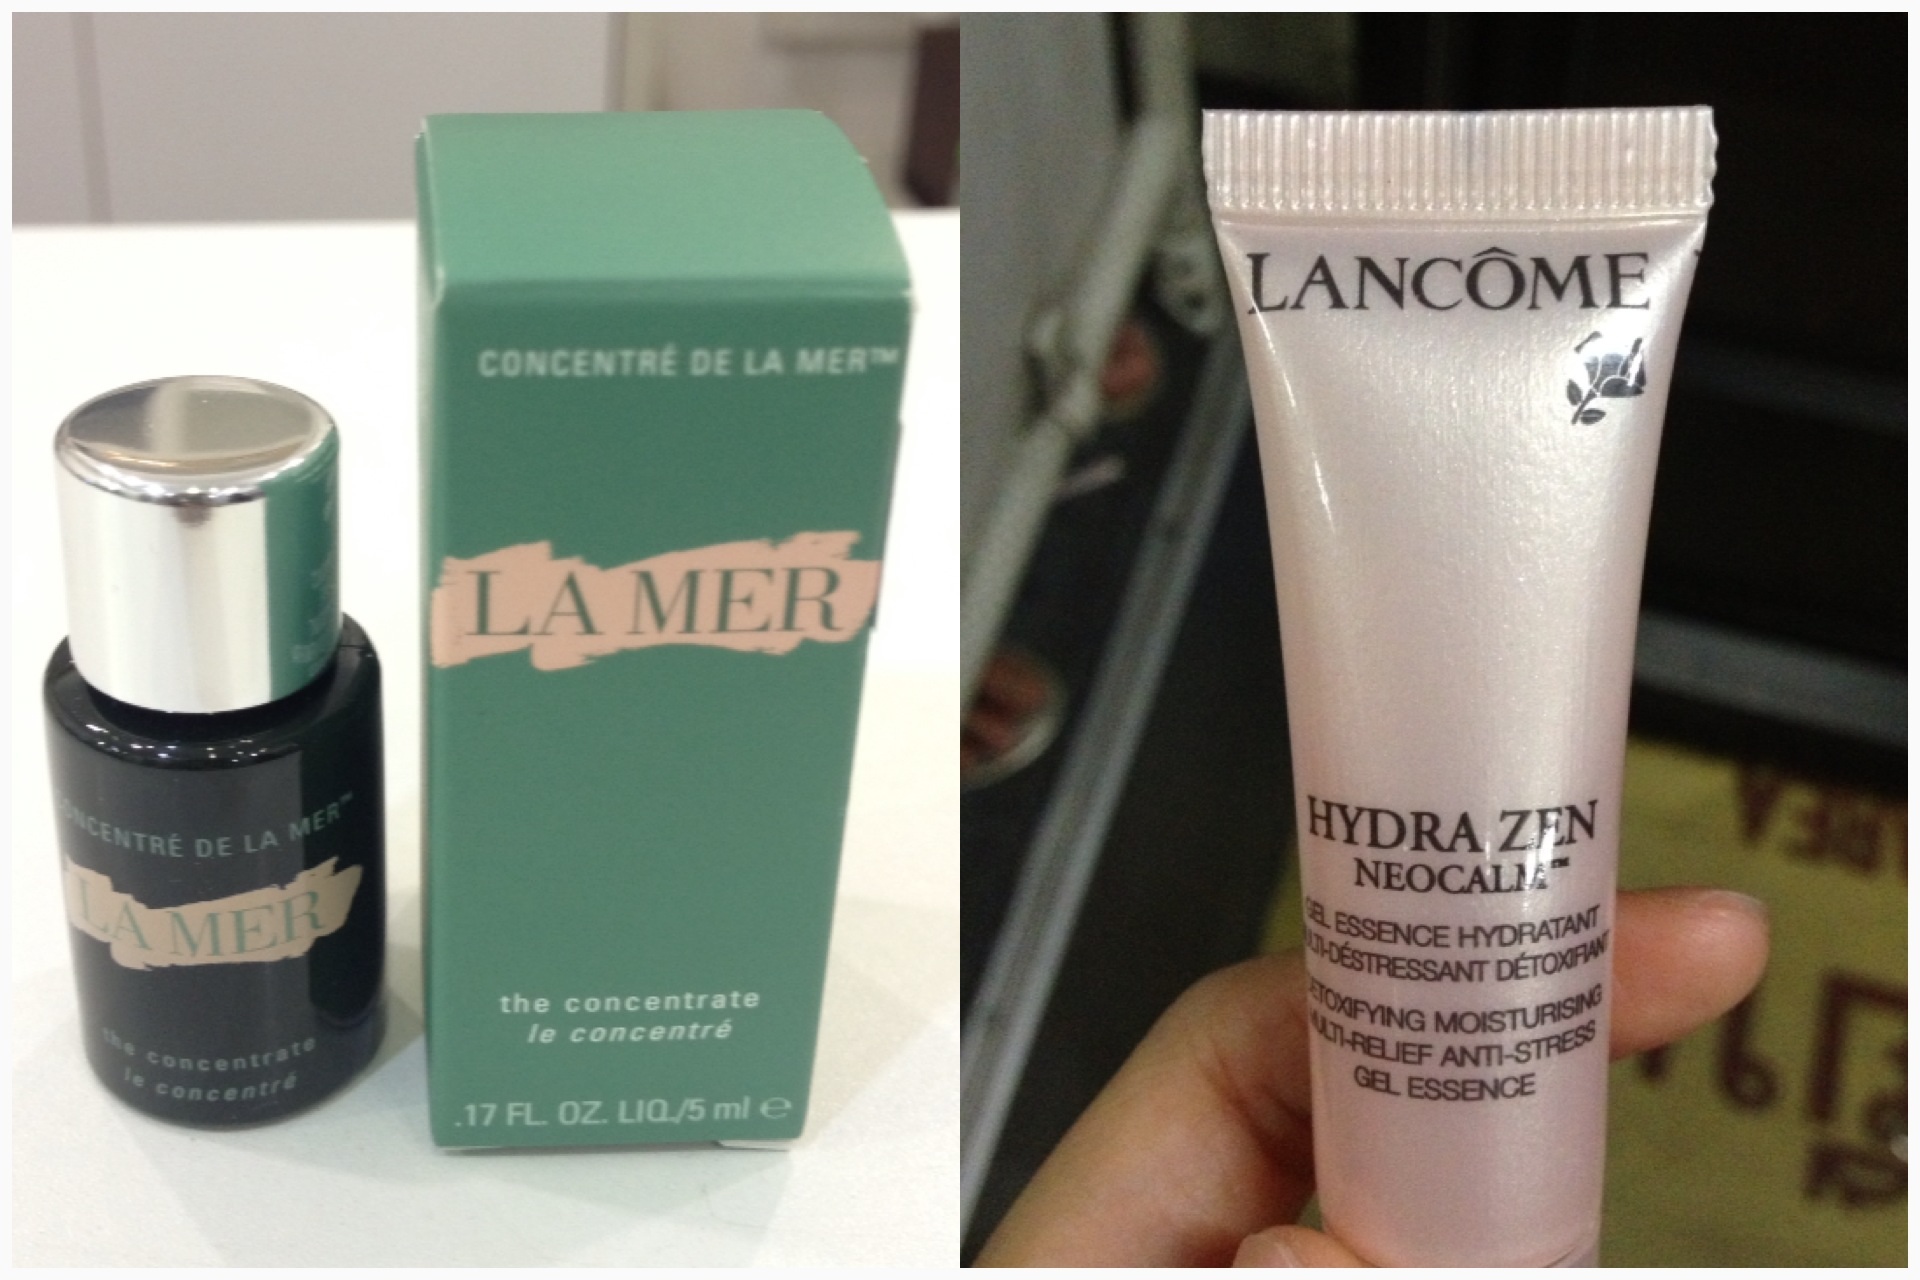 CONCENTRÉ DE LA MER™
LA MER
the concentrate
le concentré
CONCENTRÉ DE LA MER™
LA MER
the concentrate
le concentré
.17 FL. OZ. LIQ./5 ml ℮
LANCÔME
HYDRA ZEN
NEOCALM™
GEL ESSENCE HYDRATANT
MULTI-DÉSTRESSANT DÉTOXIFIANT
DETOXIFYING MOISTURISING
MULTI-RELIEF ANTI-STRESS
GEL ESSENCE
AREA